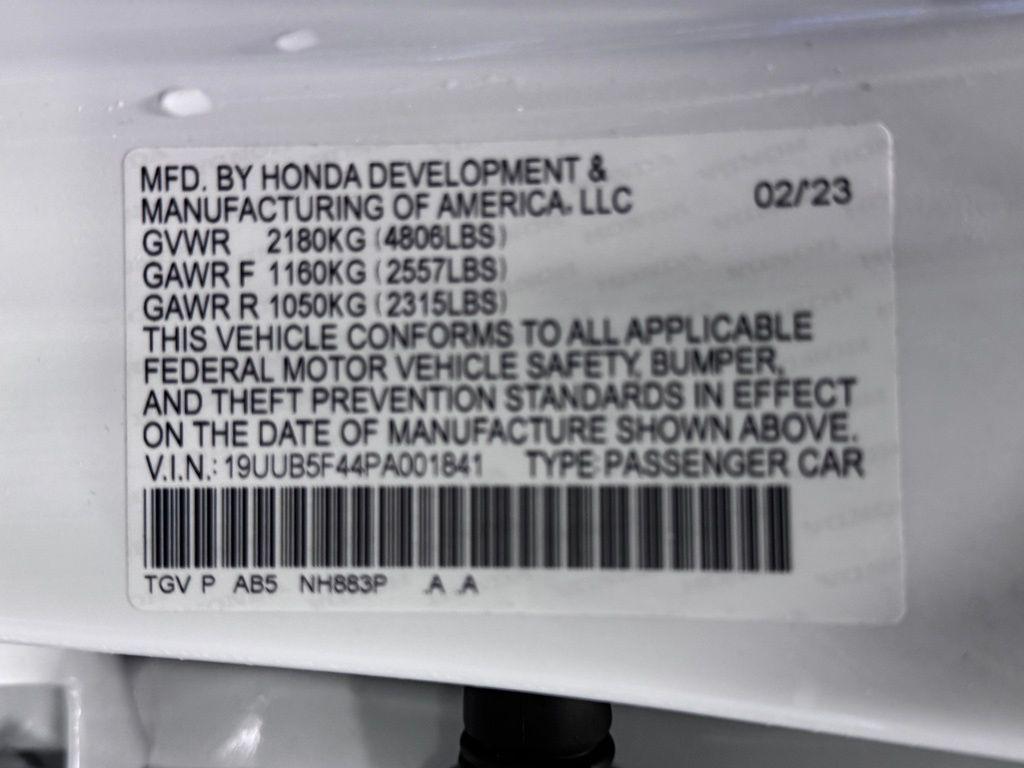 MFD. BY HONDA DEVELOPMENT &
MANUFACTURING OF AMERICA, LLC 02/'23
GVWR 2180KG (4806LBS)
GAWR F 1160KG (2557LBS)
GAWR R 1050KG (2315LBS)
THIS VEHICLE CONFORMS TO ALL APPLICABLE
FEDERAL MOTOR VEHICLE SAFETY, BUMPER,
AND THEFT PREVENTION STANDARDS IN EFFECT
ON THE DATE OF MANUFACTURE SHOWN ABOVE.
V.I.N.: 19UUB5F44PA001841 TYPE:PASSENGER CAR
TGV P AB5 NH883P .A .A